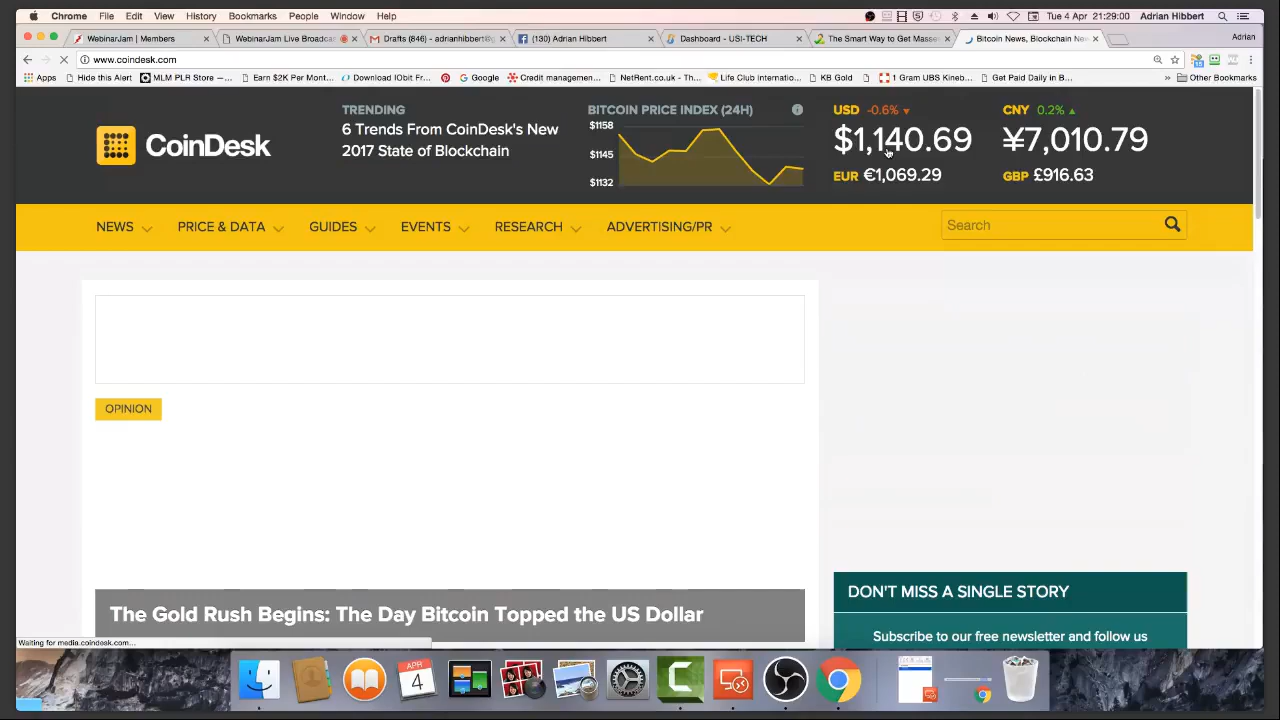 Chrome File Edit View History Bookmarks People Window Help Tue 4 Apr 21:29:00 Adrian Hibbert
WebinarJam | Members
WebinarJam Live Broadcas
Drafts (646) - adrianhibbert@g
(130) Adrian Hibbert
Dashboard - USI-TECH
The Smart Way to Get Masse
Bitcoin News, Blockchain Ne
Adrian
www.coindesk.com
Apps
Hide this Alert
MLM PLR Store —...
Earn $2K Per Mont...
Download IObit Fr...
Google
Credit managemen...
NetRent.co.uk - Th...
Life Club internatio...
KB Gold
1 Gram UBS Kineb...
Get Paid Daily in B...
» Other Bookmarks
CoinDesk
TRENDING
6 Trends From CoinDesk's New
2017 State of Blockchain
BITCOIN PRICE INDEX (24H)
$1158
$1145
$1132
USD -0.6%
$1,140.69
EUR €1,069.29
CNY 0.2%
¥7,010.79
GBP £916.63
NEWS PRICE & DATA GUIDES EVENTS RESEARCH ADVERTISING/PR
Search
OPINION
The Gold Rush Begins: The Day Bitcoin Topped the US Dollar
DON'T MISS A SINGLE STORY
Subscribe to our free newsletter and follow us
Waiting for media.coindesk.com...
APR
4